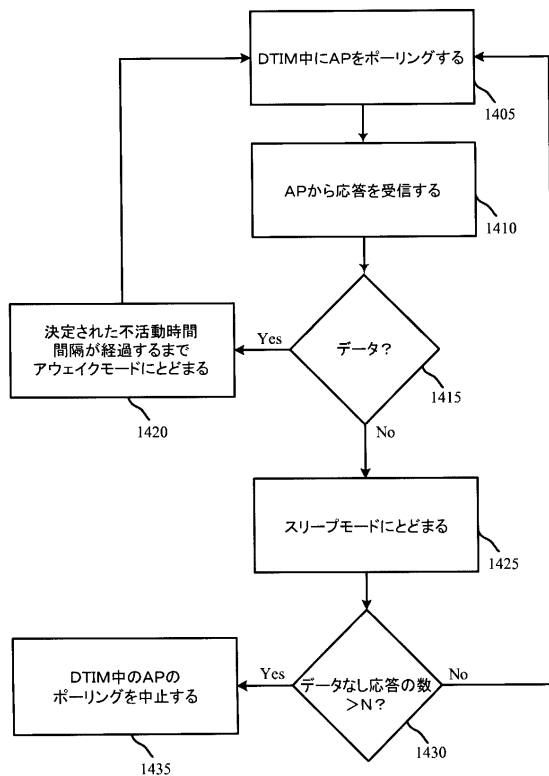 DTIM中にAPをポーリングする
1405
APから応答を受信する
1410
データ?
1415
Yes
決定された不活動時間
間隔が経過するまで
アウェイクモードにとどまる
1420
No
スリープモードにとどまる
1425
データなし応答の数
>N?
1430
Yes
No
DTIM中のAPの
ポーリングを中止する
1435